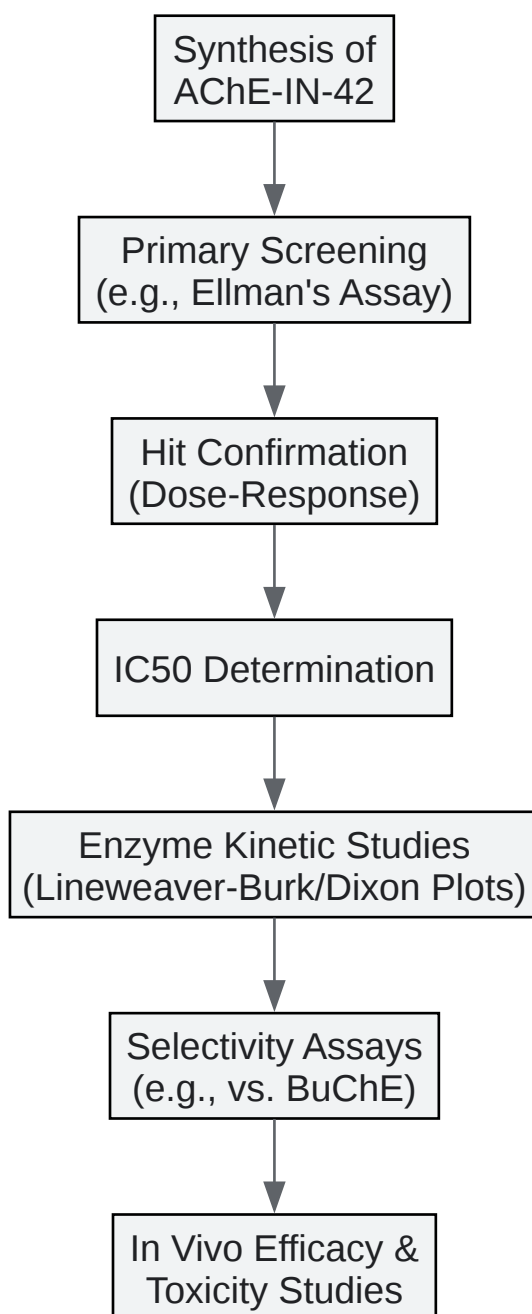 Synthesis of
AChE-IN-42
Primary Screening
(e.g., Ellman's Assay)
Hit Confirmation
(Dose-Response)
IC50 Determination
Enzyme Kinetic Studies
(Lineweaver-Burk/Dixon Plots)
Selectivity Assays
(e.g., vs. BuChE)
In Vivo Efficacy &
Toxicity Studies